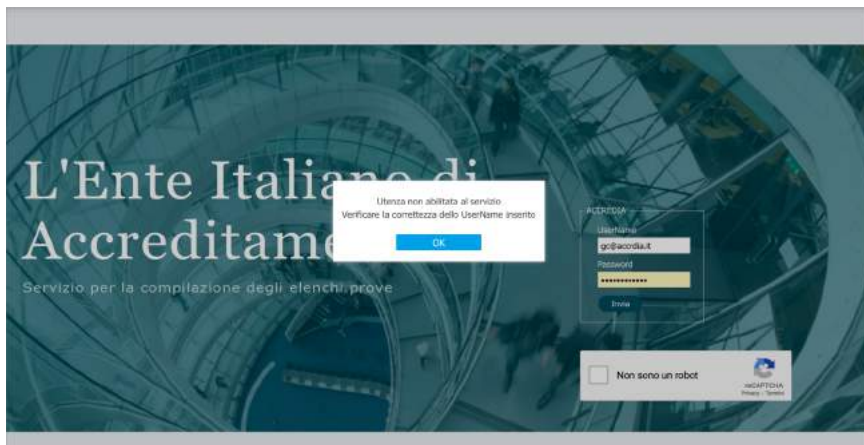 L'Ente Italiano di
Accreditame
Servizio per la compilazione degli elenchi prove
Utenza non abilitata al servizio
Verificare la correttezza dello UserName inserito
OK
ACCREDIA
UserName
gc@accrdia.it
Password
••••••••••••
Invia
Non sono un robot
reCAPTCHA
Privacy - Termini